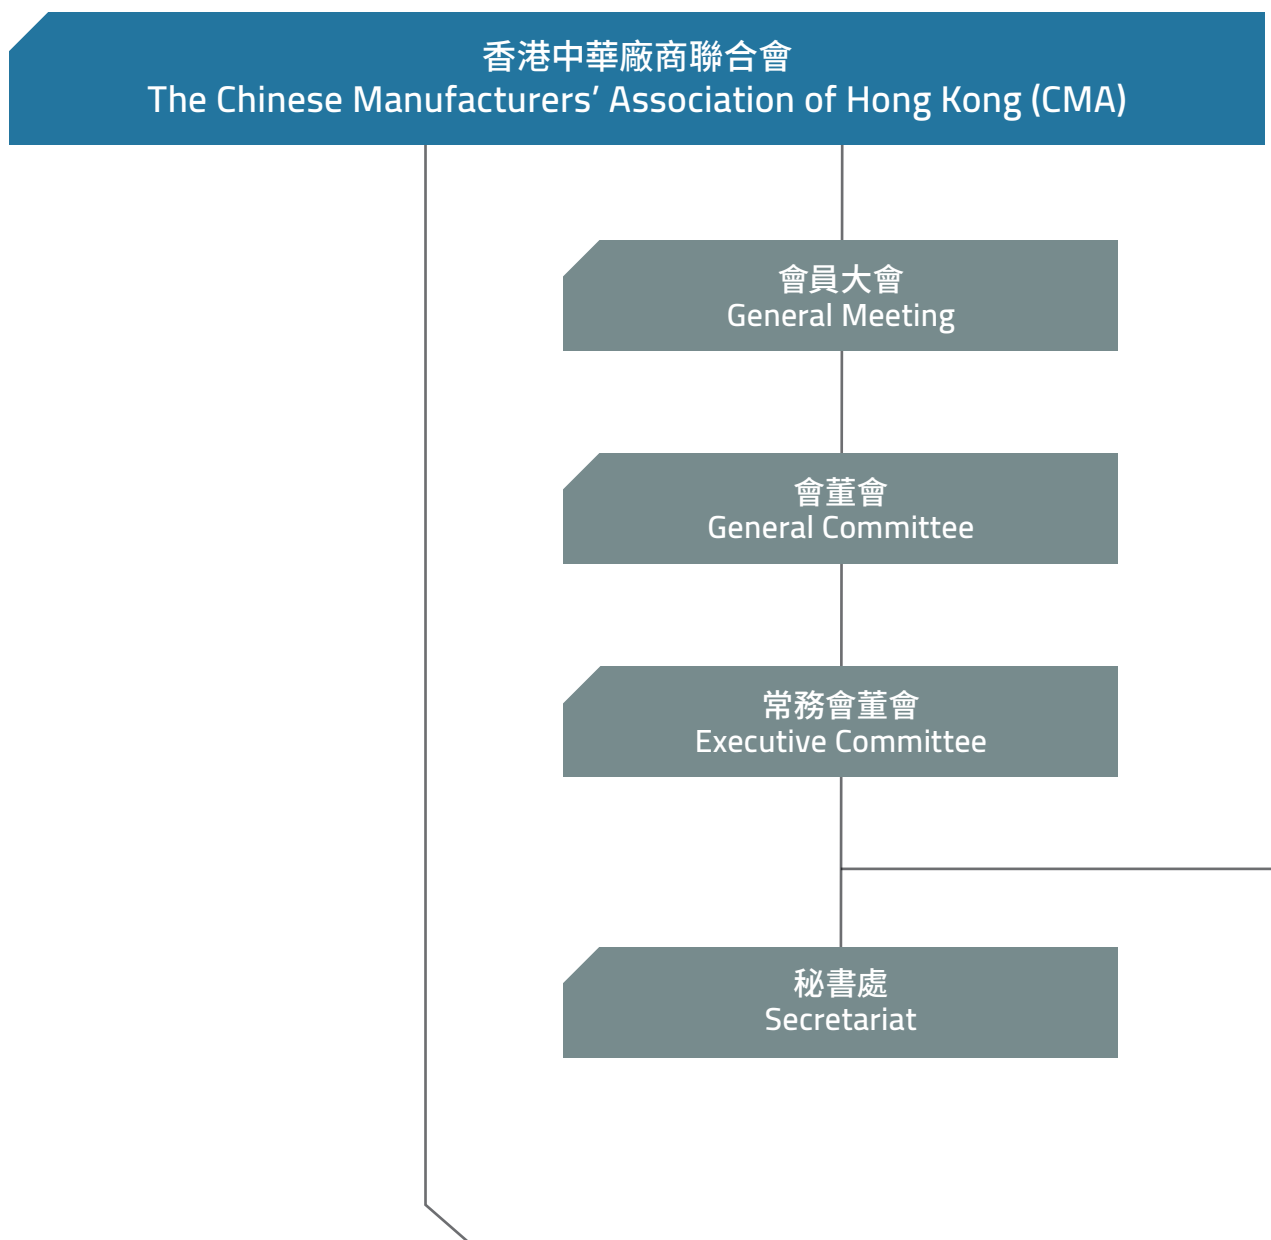 香港中華廠商聯合會
The Chinese Manufacturers’ Association of Hong Kong (CMA)
會員大會
General Meeting
會董會
General Committee
常務會董會
Executive Committee
秘書處
Secretariat